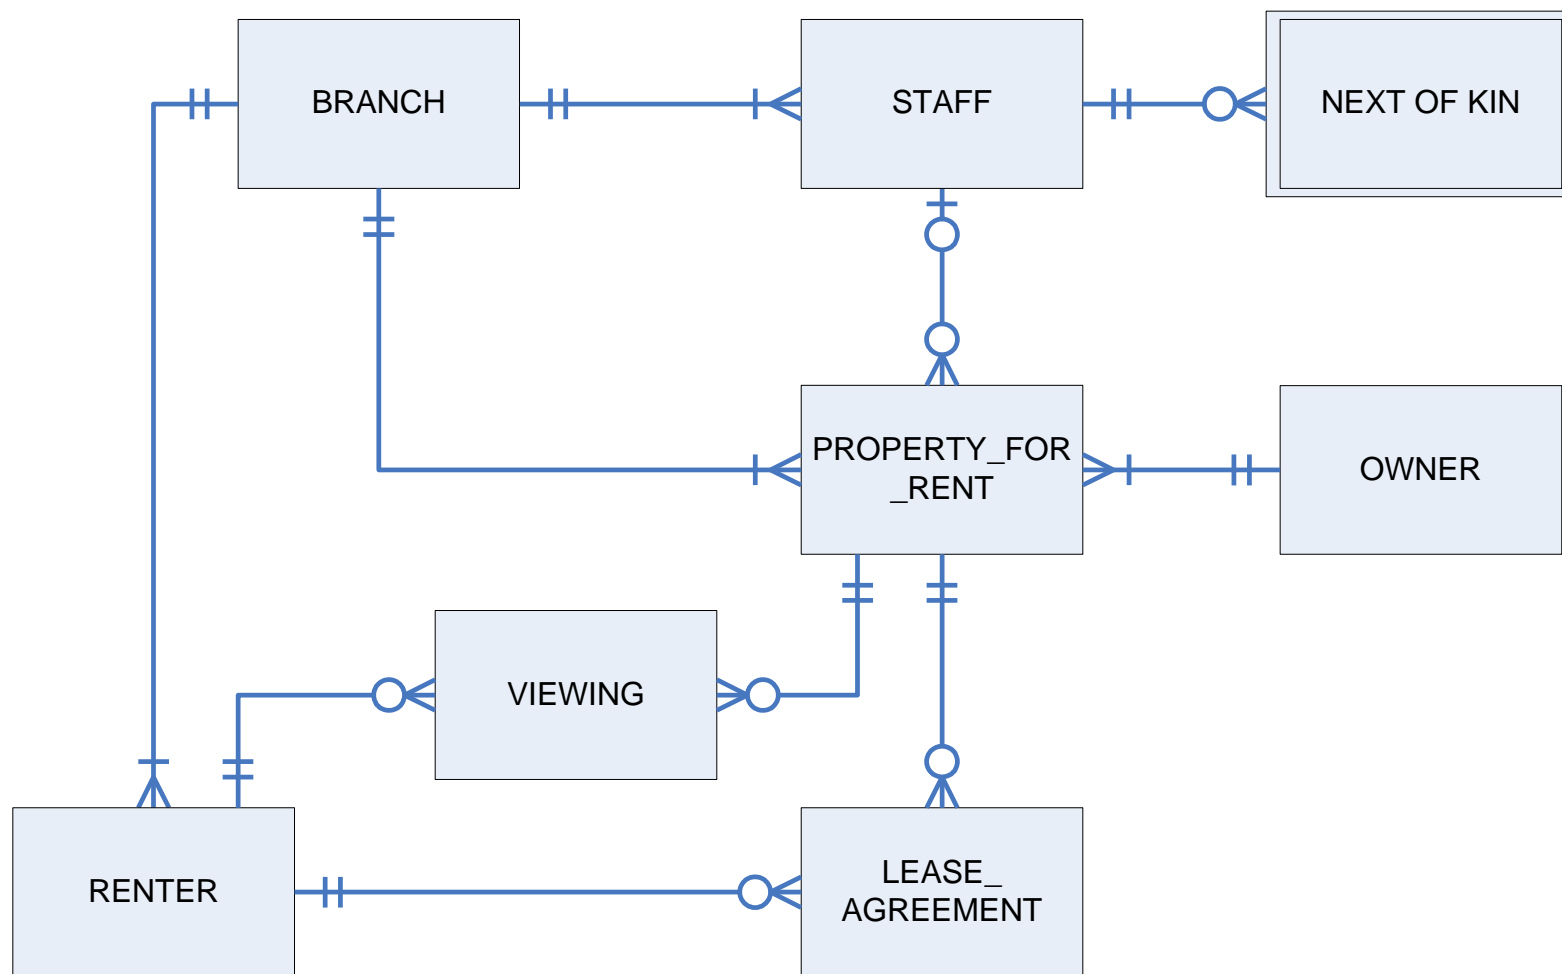 BRANCH
STAFF
NEXT OF KIN
PROPERTY_FOR
_RENT
OWNER
VIEWING
RENTER
LEASE_
AGREEMENT